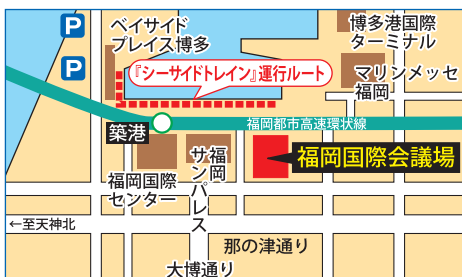 P
ベイサイド
プレイス博多
博多港国際
ターミナル
P
『シーサイドトレイン』運行ルート
マリンメッセ
福岡
築港
福岡都市高速環状線
福岡国際
センター
福岡
サンパレス
福岡国際会議場
←至天神北
那の津通り
大博通り